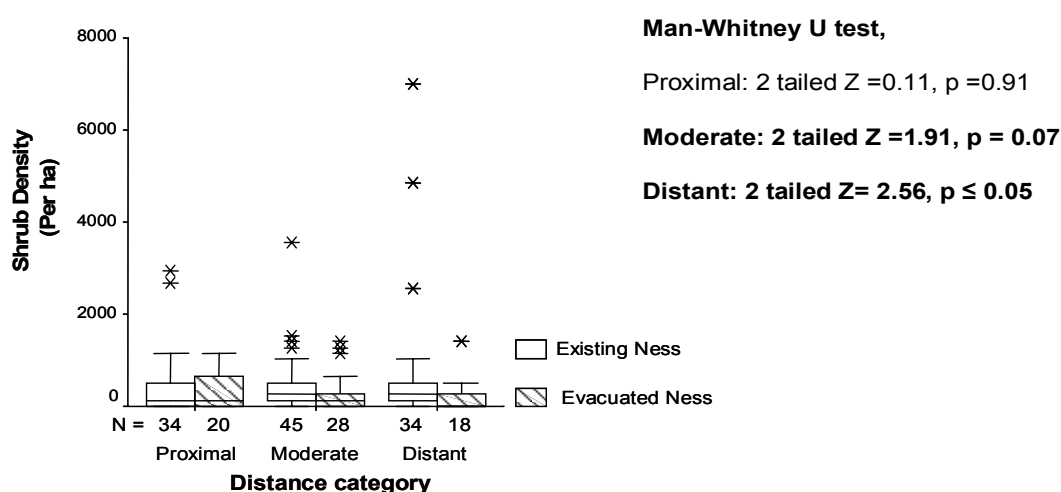 Man-Whitney U test,
Proximal: 2 tailed Z =0.11, p =0.91
Moderate: 2 tailed Z =1.91, p = 0.07
Distant: 2 tailed Z= 2.56, p ≤ 0.05
Shrub Density
(Per ha)
8000
6000
4000
2000
0
Existing Ness
Evacuated Ness
N = 34 20 45 28 34 18
Proximal Moderate Distant
Distance category